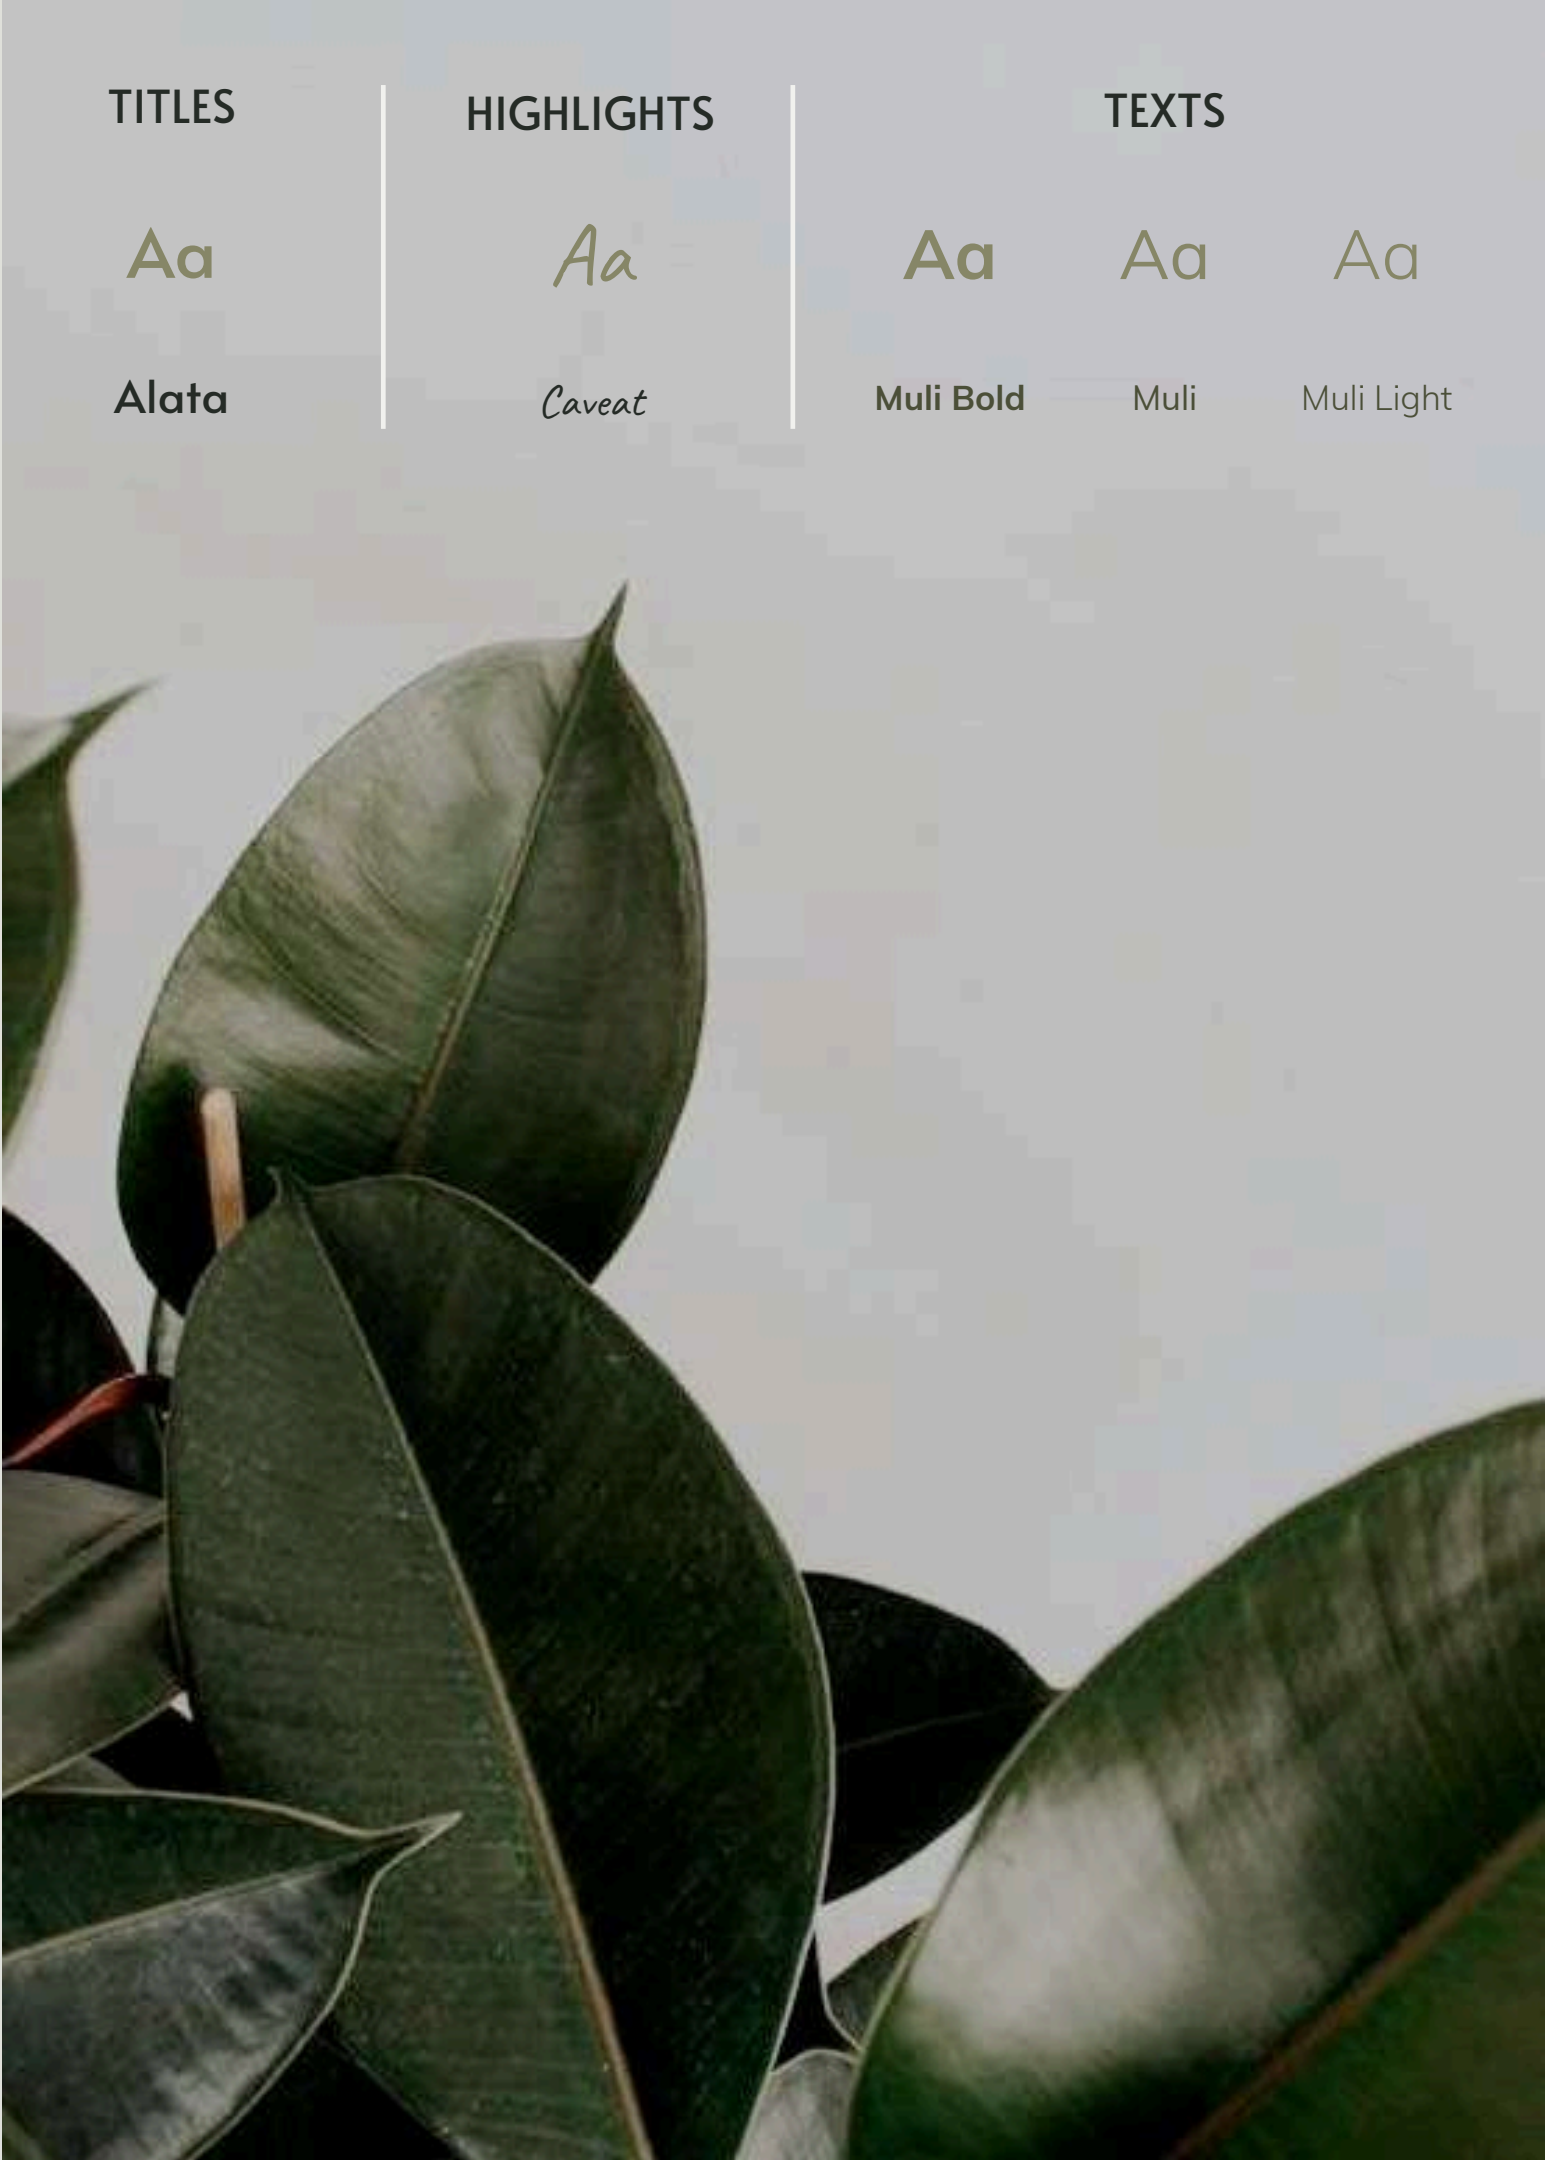 TITLES
HIGHLIGHTS
TEXTS
Aa
Aa
Aa
Aa
Aa
Alata
Caveat
Muli Bold
Muli
Muli Light